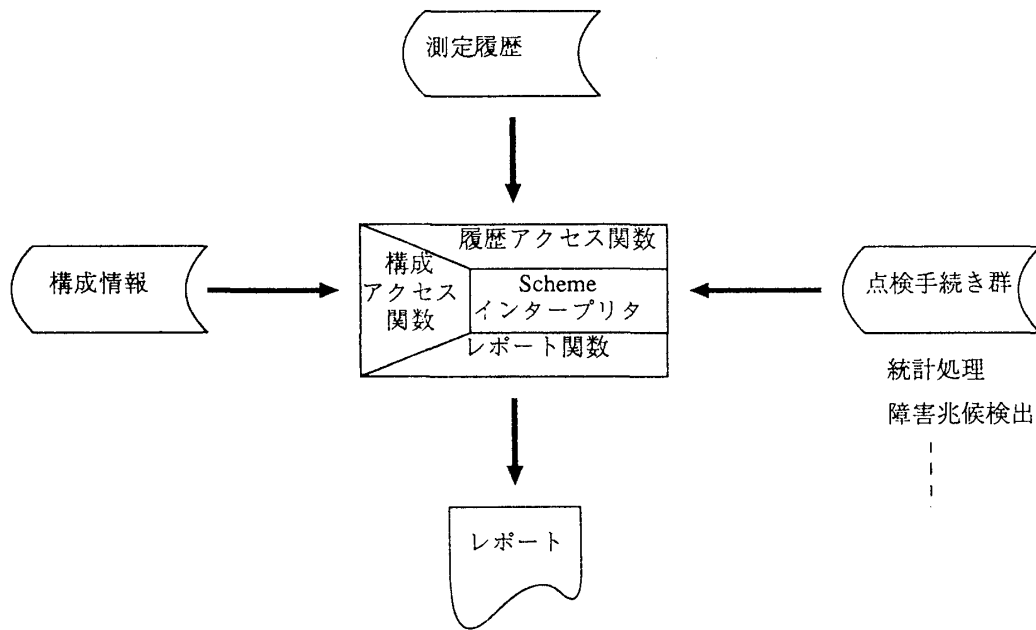 測定履歴
履歴アクセス関数
構成情報
構成
アクセス
関数
Scheme
インタープリタ
レポート関数
点検手続き群
統計処理
障害兆候検出
レポート